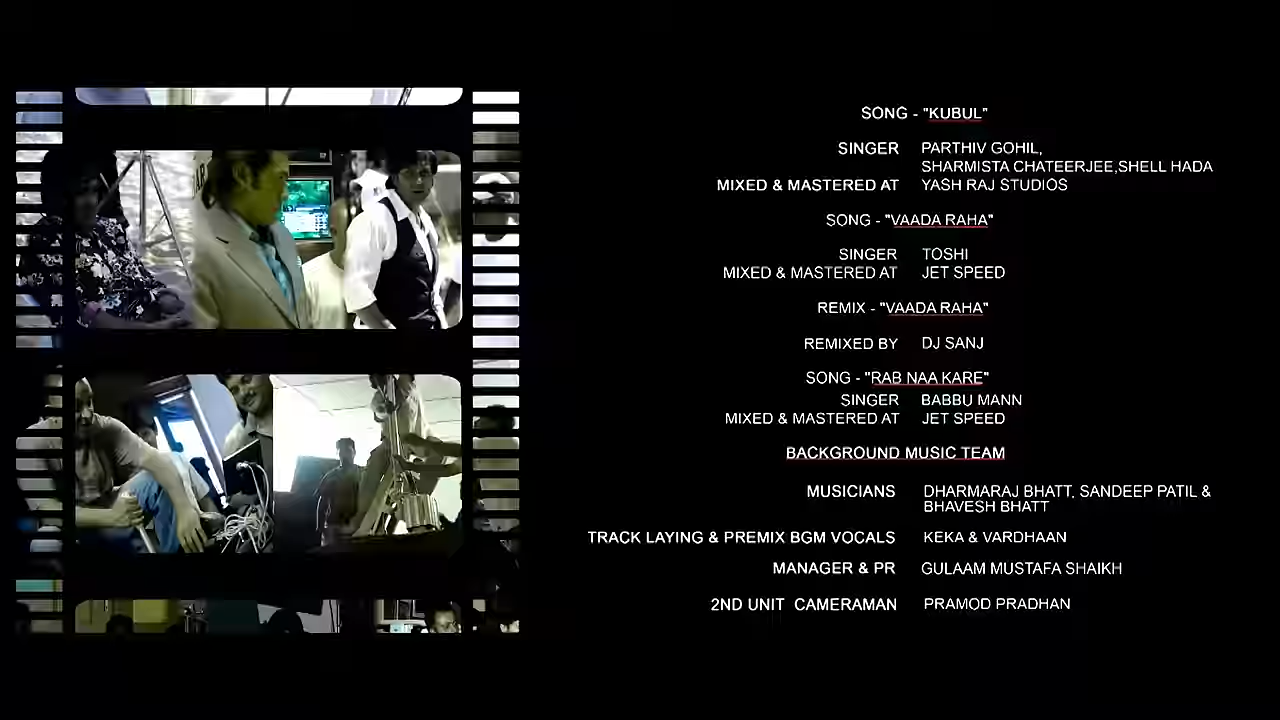 SONG - "KUBUL"
SINGER PARTHIV GOHIL,
SHARMISTA CHATEERJEE,SHELL HADA
MIXED & MASTERED AT YASH RAJ STUDIOS
SONG - "VAADA RAHA"
SINGER TOSHI
MIXED & MASTERED AT JET SPEED
REMIX - "VAADA RAHA"
REMIXED BY DJ SANJ
SONG - "RAB NAA KARE"
SINGER BABBU MANN
MIXED & MASTERED AT JET SPEED
BACKGROUND MUSIC TEAM
MUSICIANS DHARMARAJ BHATT, SANDEEP PATIL &
BHAVESH BHATT
TRACK LAYING & PREMIX BGM VOCALS KEKA & VARDHAAN
MANAGER & PR GULAAM MUSTAFA SHAIKH
2ND UNIT CAMERAMAN PRAMOD PRADHAN